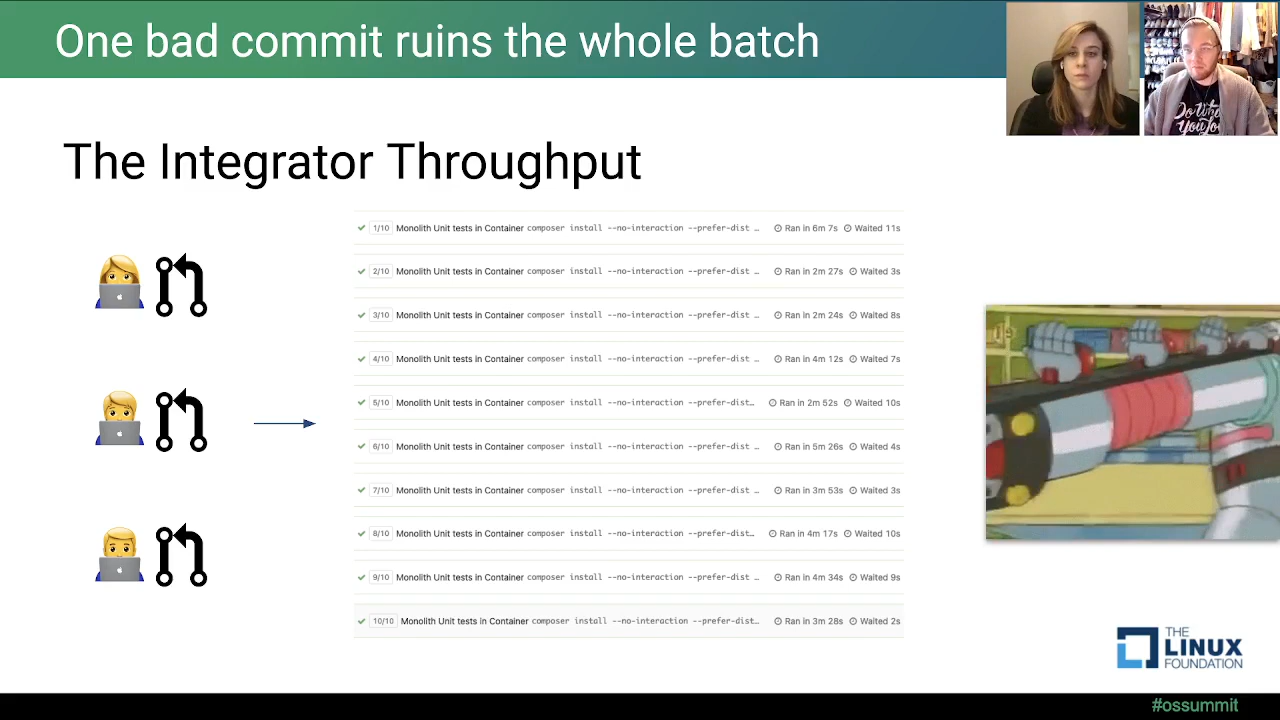 One bad commit ruins the whole batch
Do Wha
You Lo
The Integrator Throughput
1/10 Monolith Unit tests in Container composer install --no-interaction --prefer-dist … Ran in 6m 7s Waited 11s
2/10 Monolith Unit tests in Container composer install --no-interaction --prefer-dist … Ran in 2m 27s Waited 3s
3/10 Monolith Unit tests in Container composer install --no-interaction --prefer-dist … Ran in 2m 24s Waited 8s
4/10 Monolith Unit tests in Container composer install --no-interaction --prefer-dist … Ran in 4m 12s Waited 7s
5/10 Monolith Unit tests in Container composer install --no-interaction --prefer-dist… Ran in 2m 52s Waited 10s
6/10 Monolith Unit tests in Container composer install --no-interaction --prefer-dist … Ran in 5m 26s Waited 4s
7/10 Monolith Unit tests in Container composer install --no-interaction --prefer-dist … Ran in 3m 53s Waited 3s
8/10 Monolith Unit tests in Container composer install --no-interaction --prefer-dist… Ran in 4m 17s Waited 10s
9/10 Monolith Unit tests in Container composer install --no-interaction --prefer-dist … Ran in 4m 34s Waited 9s
10/10 Monolith Unit tests in Container composer install --no-interaction --prefer-dist… Ran in 3m 28s Waited 2s
THE
LINUX
FOUNDATION
#ossummit